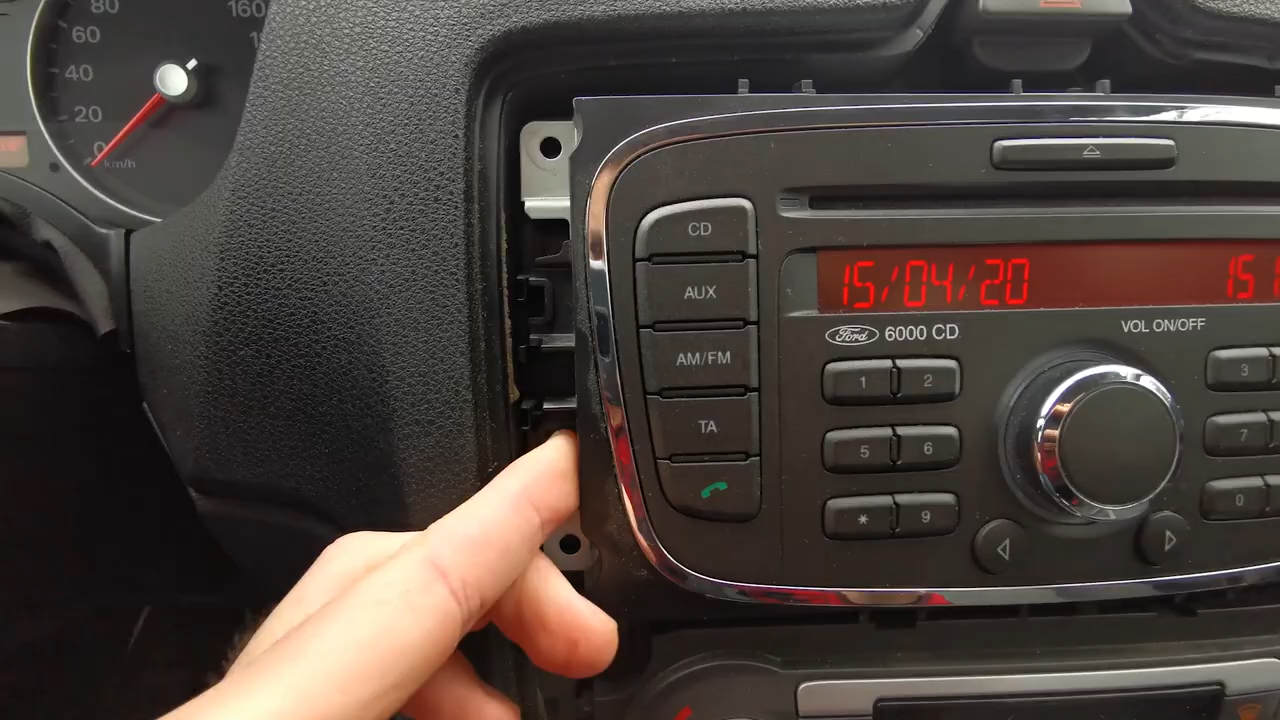 80
160
60
40
20
0
km/h
CD
AUX
AM/FM
TA
15/04/20 15
Ford 6000 CD
VOL ON/OFF
1 2 3
5 6 7
* 9 0